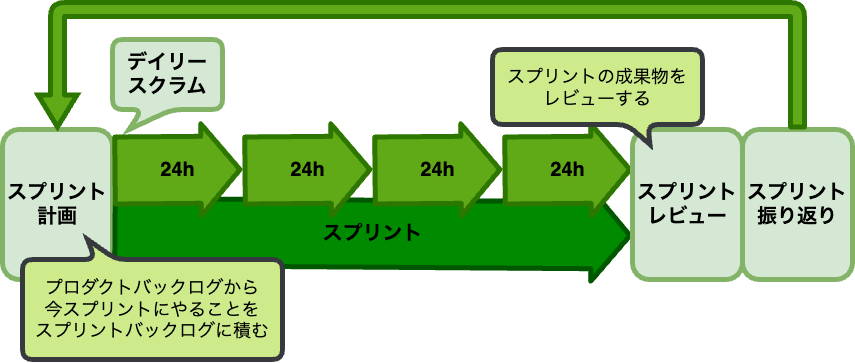 デイリー
スクラム
スプリントの成果物を
レビューする
スプリント
計画
24h
24h
24h
24h
スプリント
スプリント
レビュー
スプリント
振り返り
プロダクトバックログから
今スプリントにやることを
スプリントバックログに積む